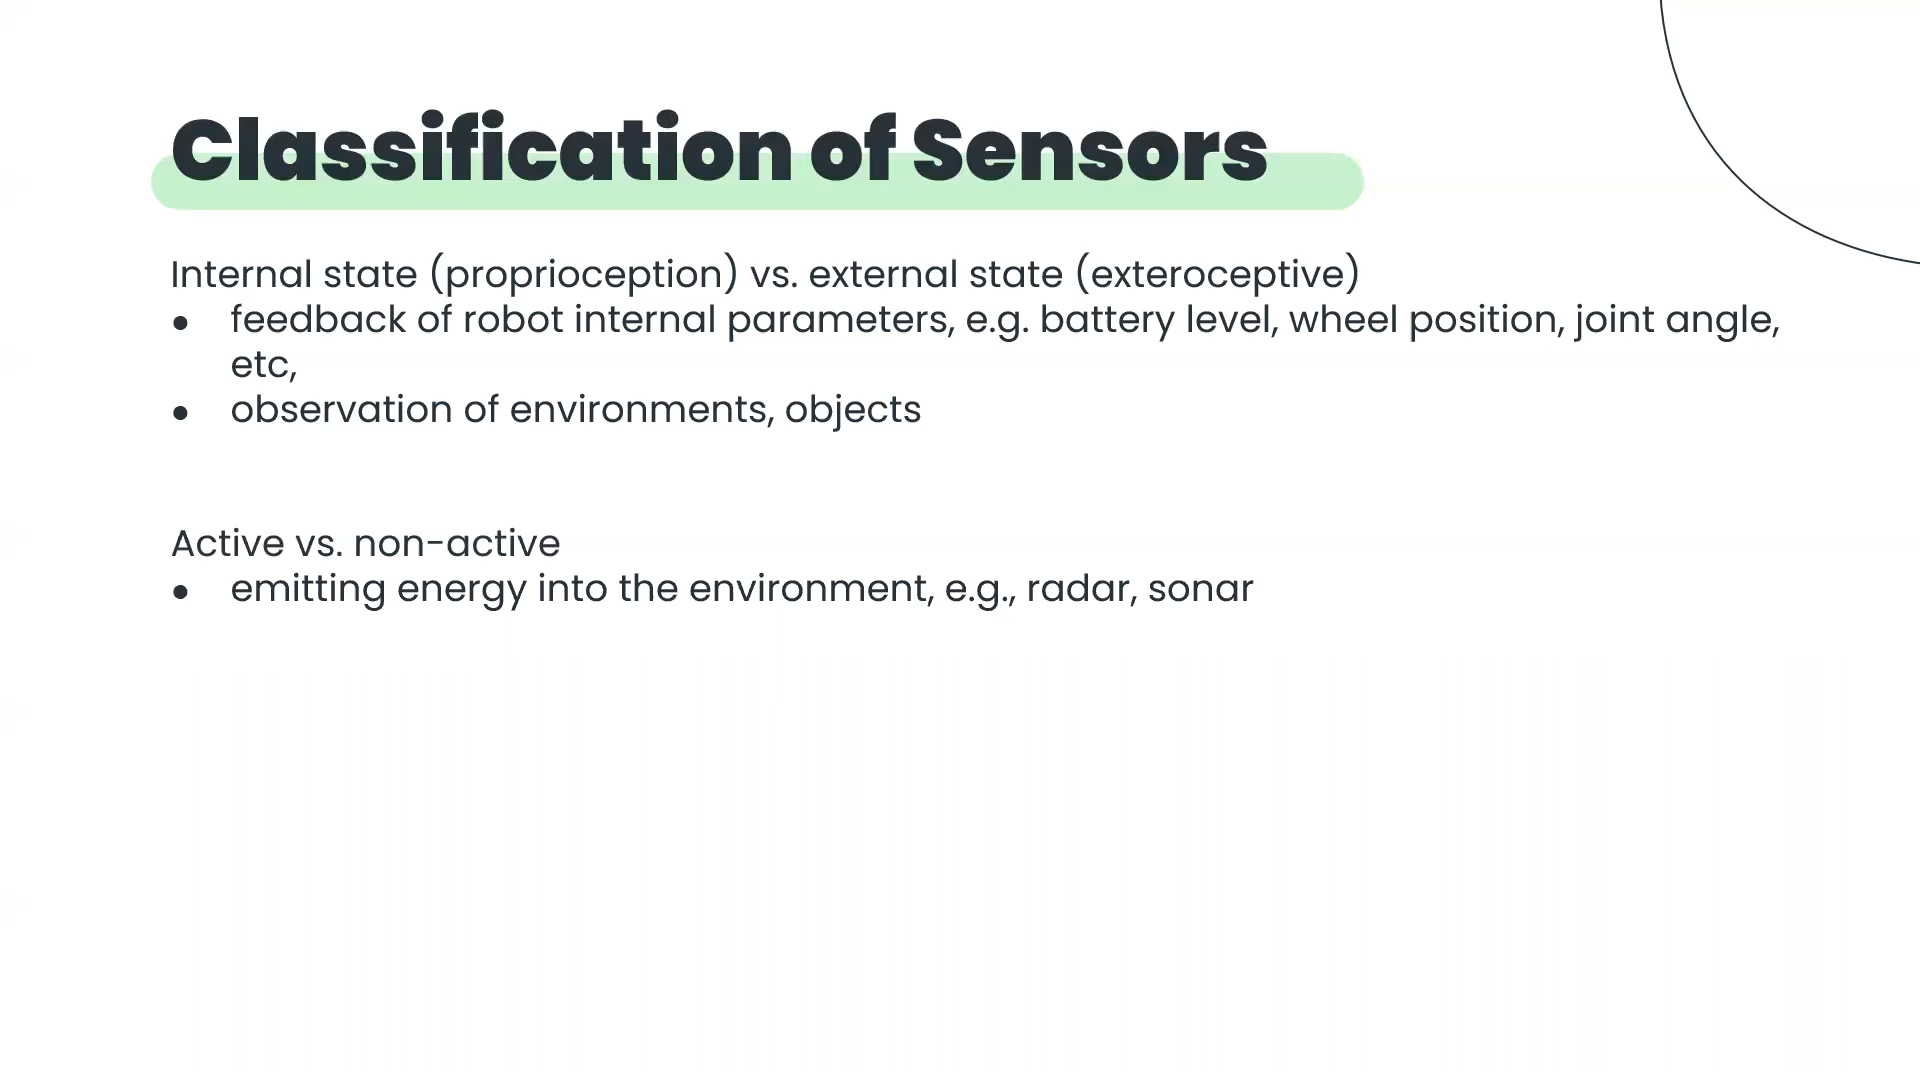 Classification of Sensors
Internal state (proprioception) vs. external state (exteroceptive)
● feedback of robot internal parameters, e.g. battery level, wheel position, joint angle,
etc,
● observation of environments, objects
Active vs. non-active
● emitting energy into the environment, e.g., radar, sonar